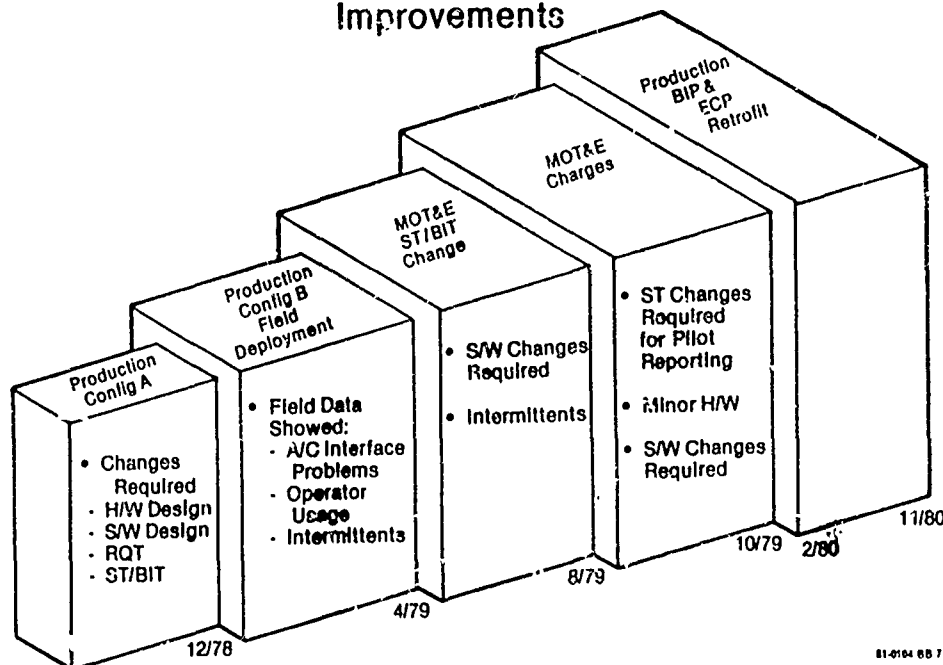 Improvements
Production
Config A
• Changes
Required
- H/W Design
- S/W Design
- RQT
- ST/BIT
12/78
Production
Config B
Field
Deployment
• Field Data
Showed:
- A/C Interface
Problems
- Operator
Usage
- Intermittents
4/79
MOT&E
ST/BIT
Change
• S/W Changes
Required
• Intermittents
8/79
MOT&E
Charges
• ST Changes
Required
for Pilot
Reporting
• Minor H/W
• S/W Changes
Required
10/79
Production
BIP &
ECP
Retrofit
2/80
11/80